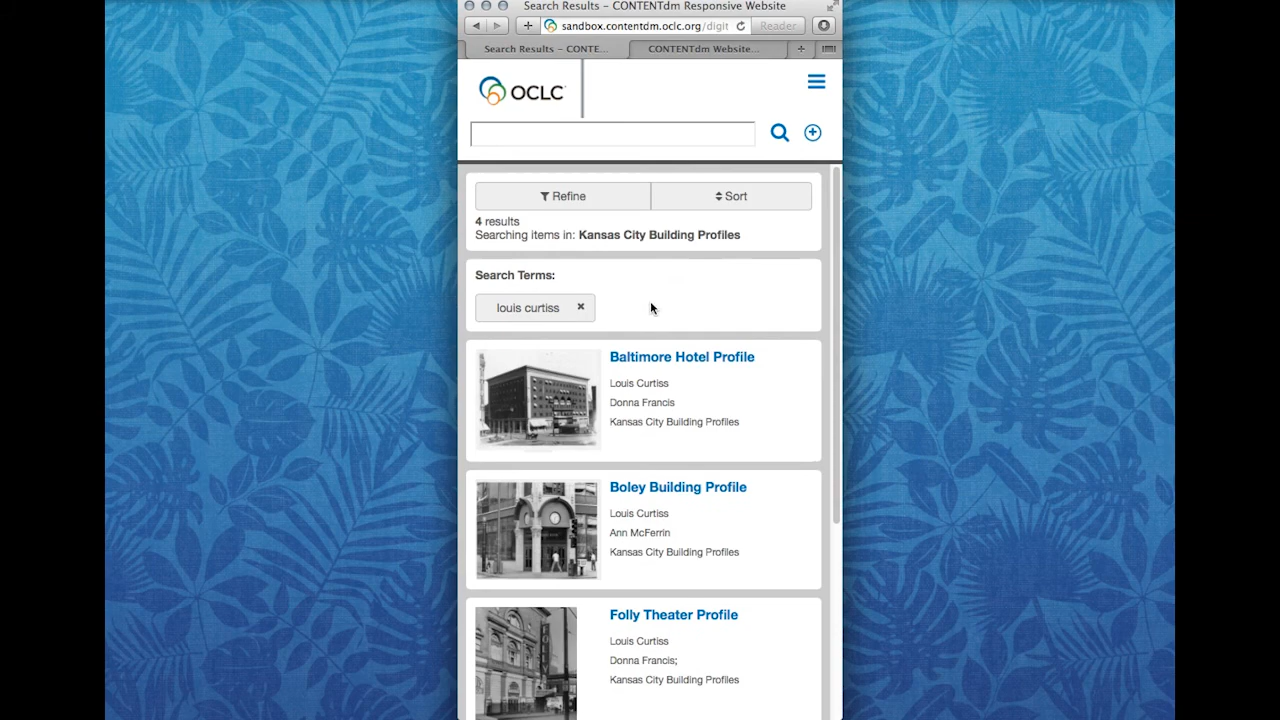 Search Results – CONTENTdm Responsive Website
sandbox.contentdm.oclc.org/digit
Reader
Search Results – CONTE...
CONTENTdm Website...
OCLC
Refine
Sort
4 results
Searching items in: Kansas City Building Profiles
Search Terms:
louis curtiss
Baltimore Hotel Profile
Louis Curtiss
Donna Francis
Kansas City Building Profiles
Boley Building Profile
Louis Curtiss
Ann McFerrin
Kansas City Building Profiles
Folly Theater Profile
Louis Curtiss
Donna Francis;
Kansas City Building Profiles
FOLLY